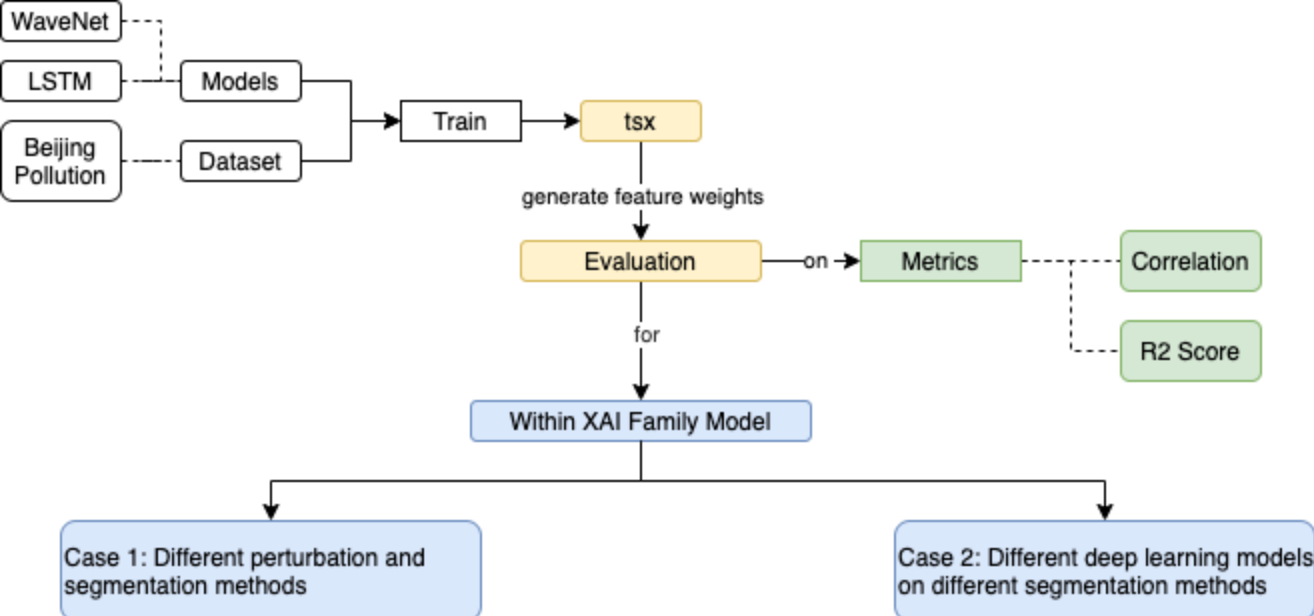 WaveNet
LSTM
Models
Beijing
Pollution
Dataset
Train
tsx
generate feature weights
Evaluation
on
Metrics
Correlation
R2 Score
for
Within XAI Family Model
Case 1: Different perturbation and
segmentation methods
Case 2: Different deep learning models
on different segmentation methods